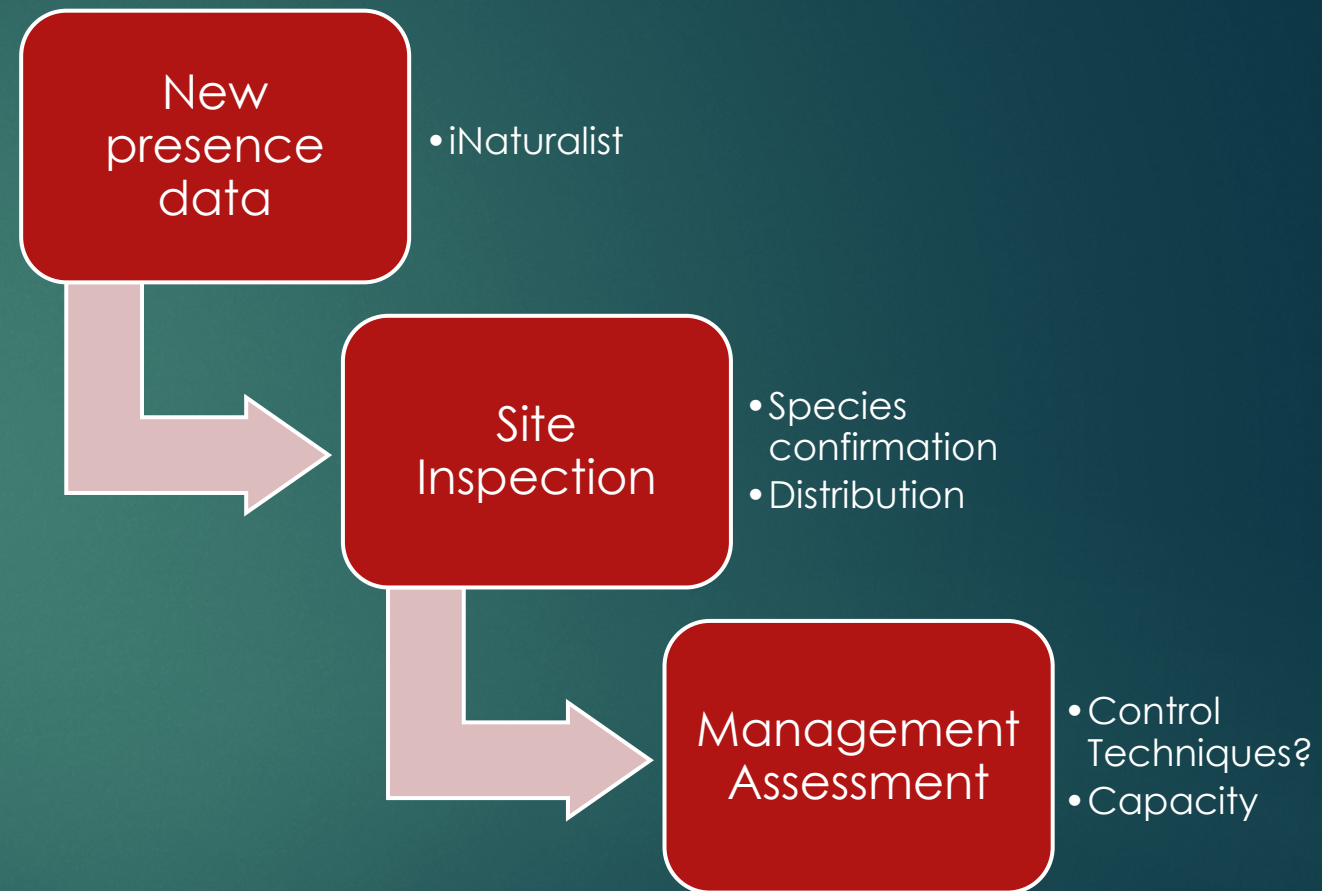 New
presence
data
•iNaturalist
Site
Inspection
•Species
confirmation
•Distribution
Management
Assessment
•Control
Techniques?
•Capacity